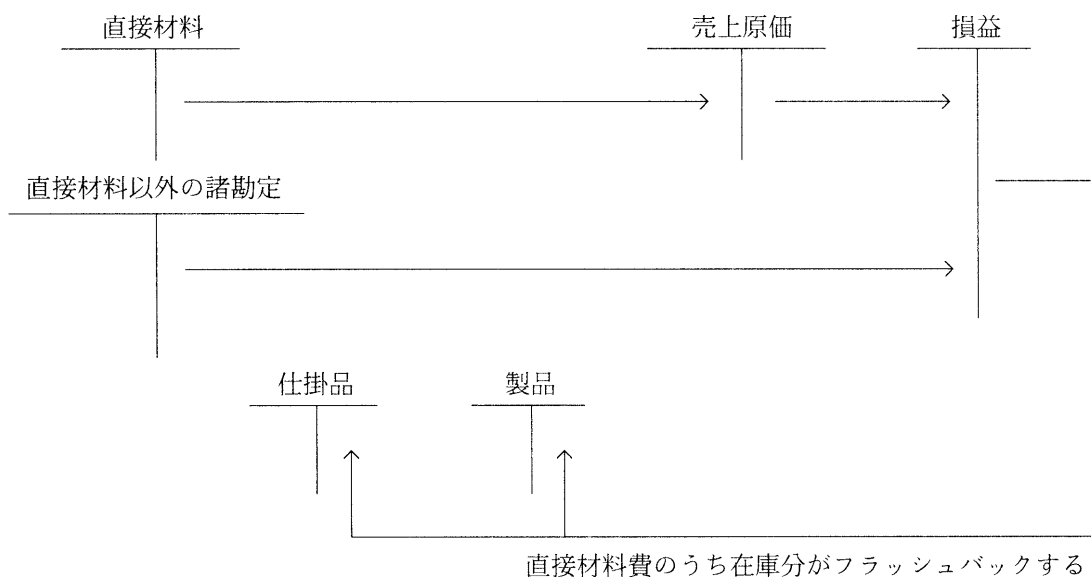 直接材料
売上原価
損益
直接材料以外の諸勘定
仕掛品
製品
直接材料費のうち在庫分がフラッシュバックする